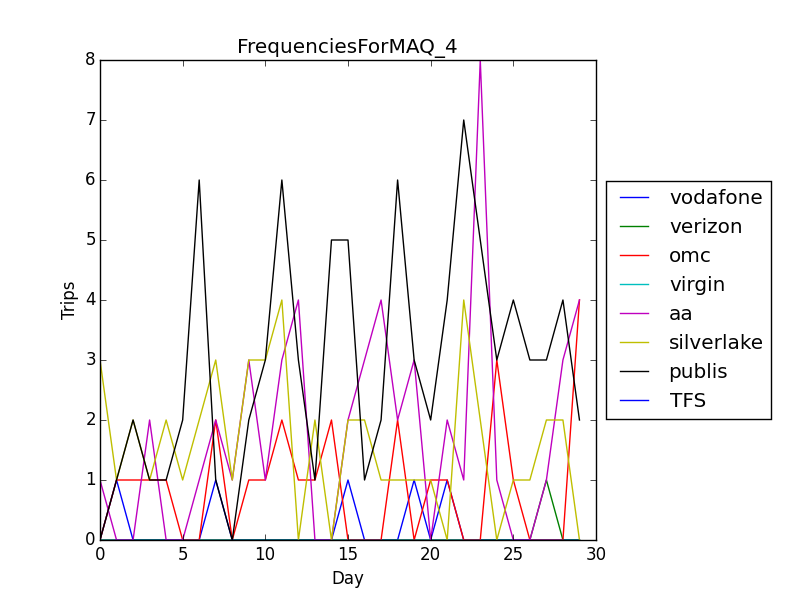 FrequenciesForMAQ_4
8
7
6
5
4
3
2
1
0
Trips
0 5 10 15 20 25 30
Day
vodafone
verizon
omc
virgin
aa
silverlake
publis
TFS